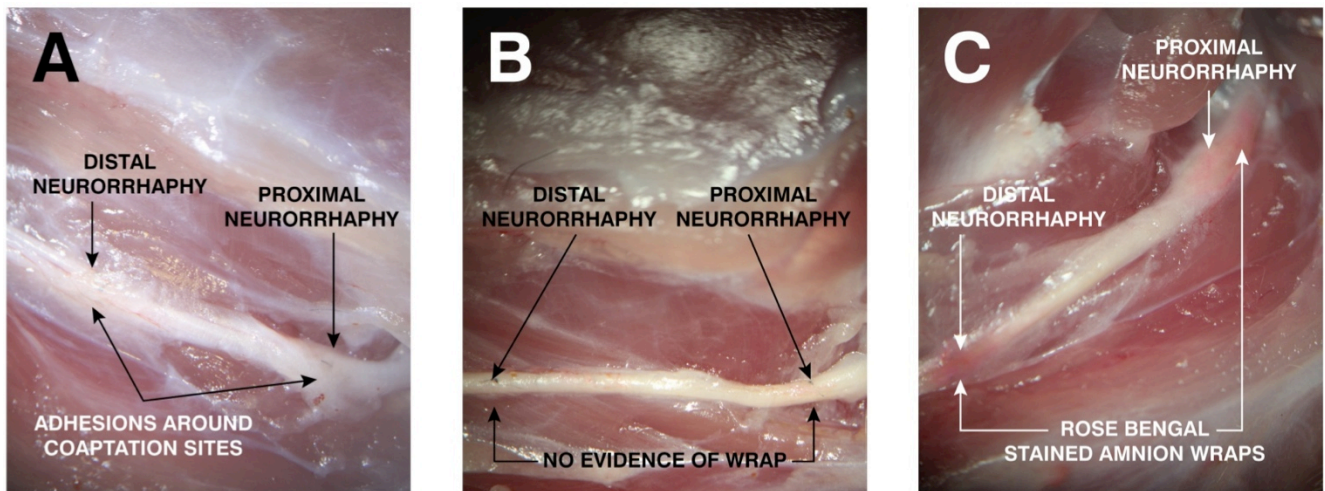 A
DISTAL
NEURORRHAPHY
PROXIMAL
NEURORRHAPHY
ADHESIONS AROUND
COAPTATION SITES
B
DISTAL
NEURORRHAPHY
PROXIMAL
NEURORRHAPHY
NO EVIDENCE OF WRAP
C
PROXIMAL
NEURORRHAPHY
DISTAL
NEURORRHAPHY
ROSE BENGAL
STAINED AMNION WRAPS